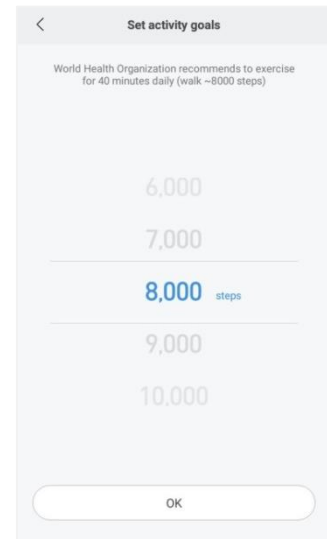 Set activity goals
World Health Organization recommends to exercise
for 40 minutes daily (walk ~8000 steps)
6,000
7,000
8,000 steps
9,000
10,000
OK